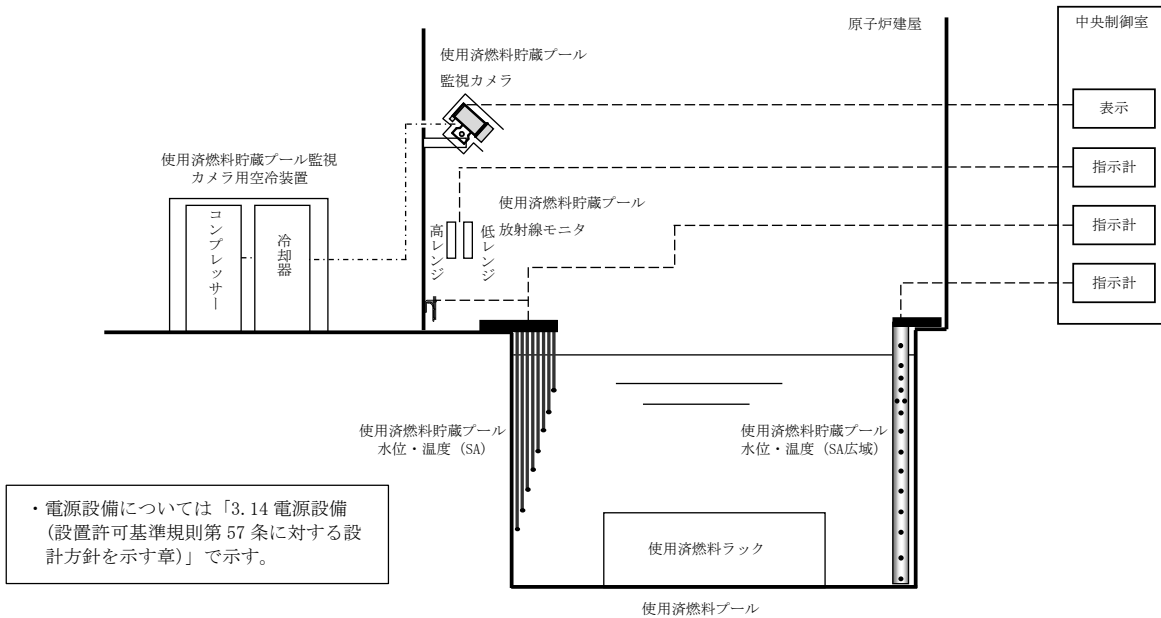 原子炉建屋
中央制御室
使用済燃料貯蔵プール
監視カメラ
表示
使用済燃料貯蔵プール監視
カメラ用空冷装置
指示計
コンプレッサー
冷却器
高レンジ
低レンジ
使用済燃料貯蔵プール
放射線モニタ
指示計
指示計
使用済燃料貯蔵プール
水位・温度 (SA)
使用済燃料貯蔵プール
水位・温度 (SA広域)
・電源設備については「3.14 電源設備
(設置許可基準規則第 57 条に対する設
計方針を示す章)」で示す。
使用済燃料ラック
使用済燃料プール